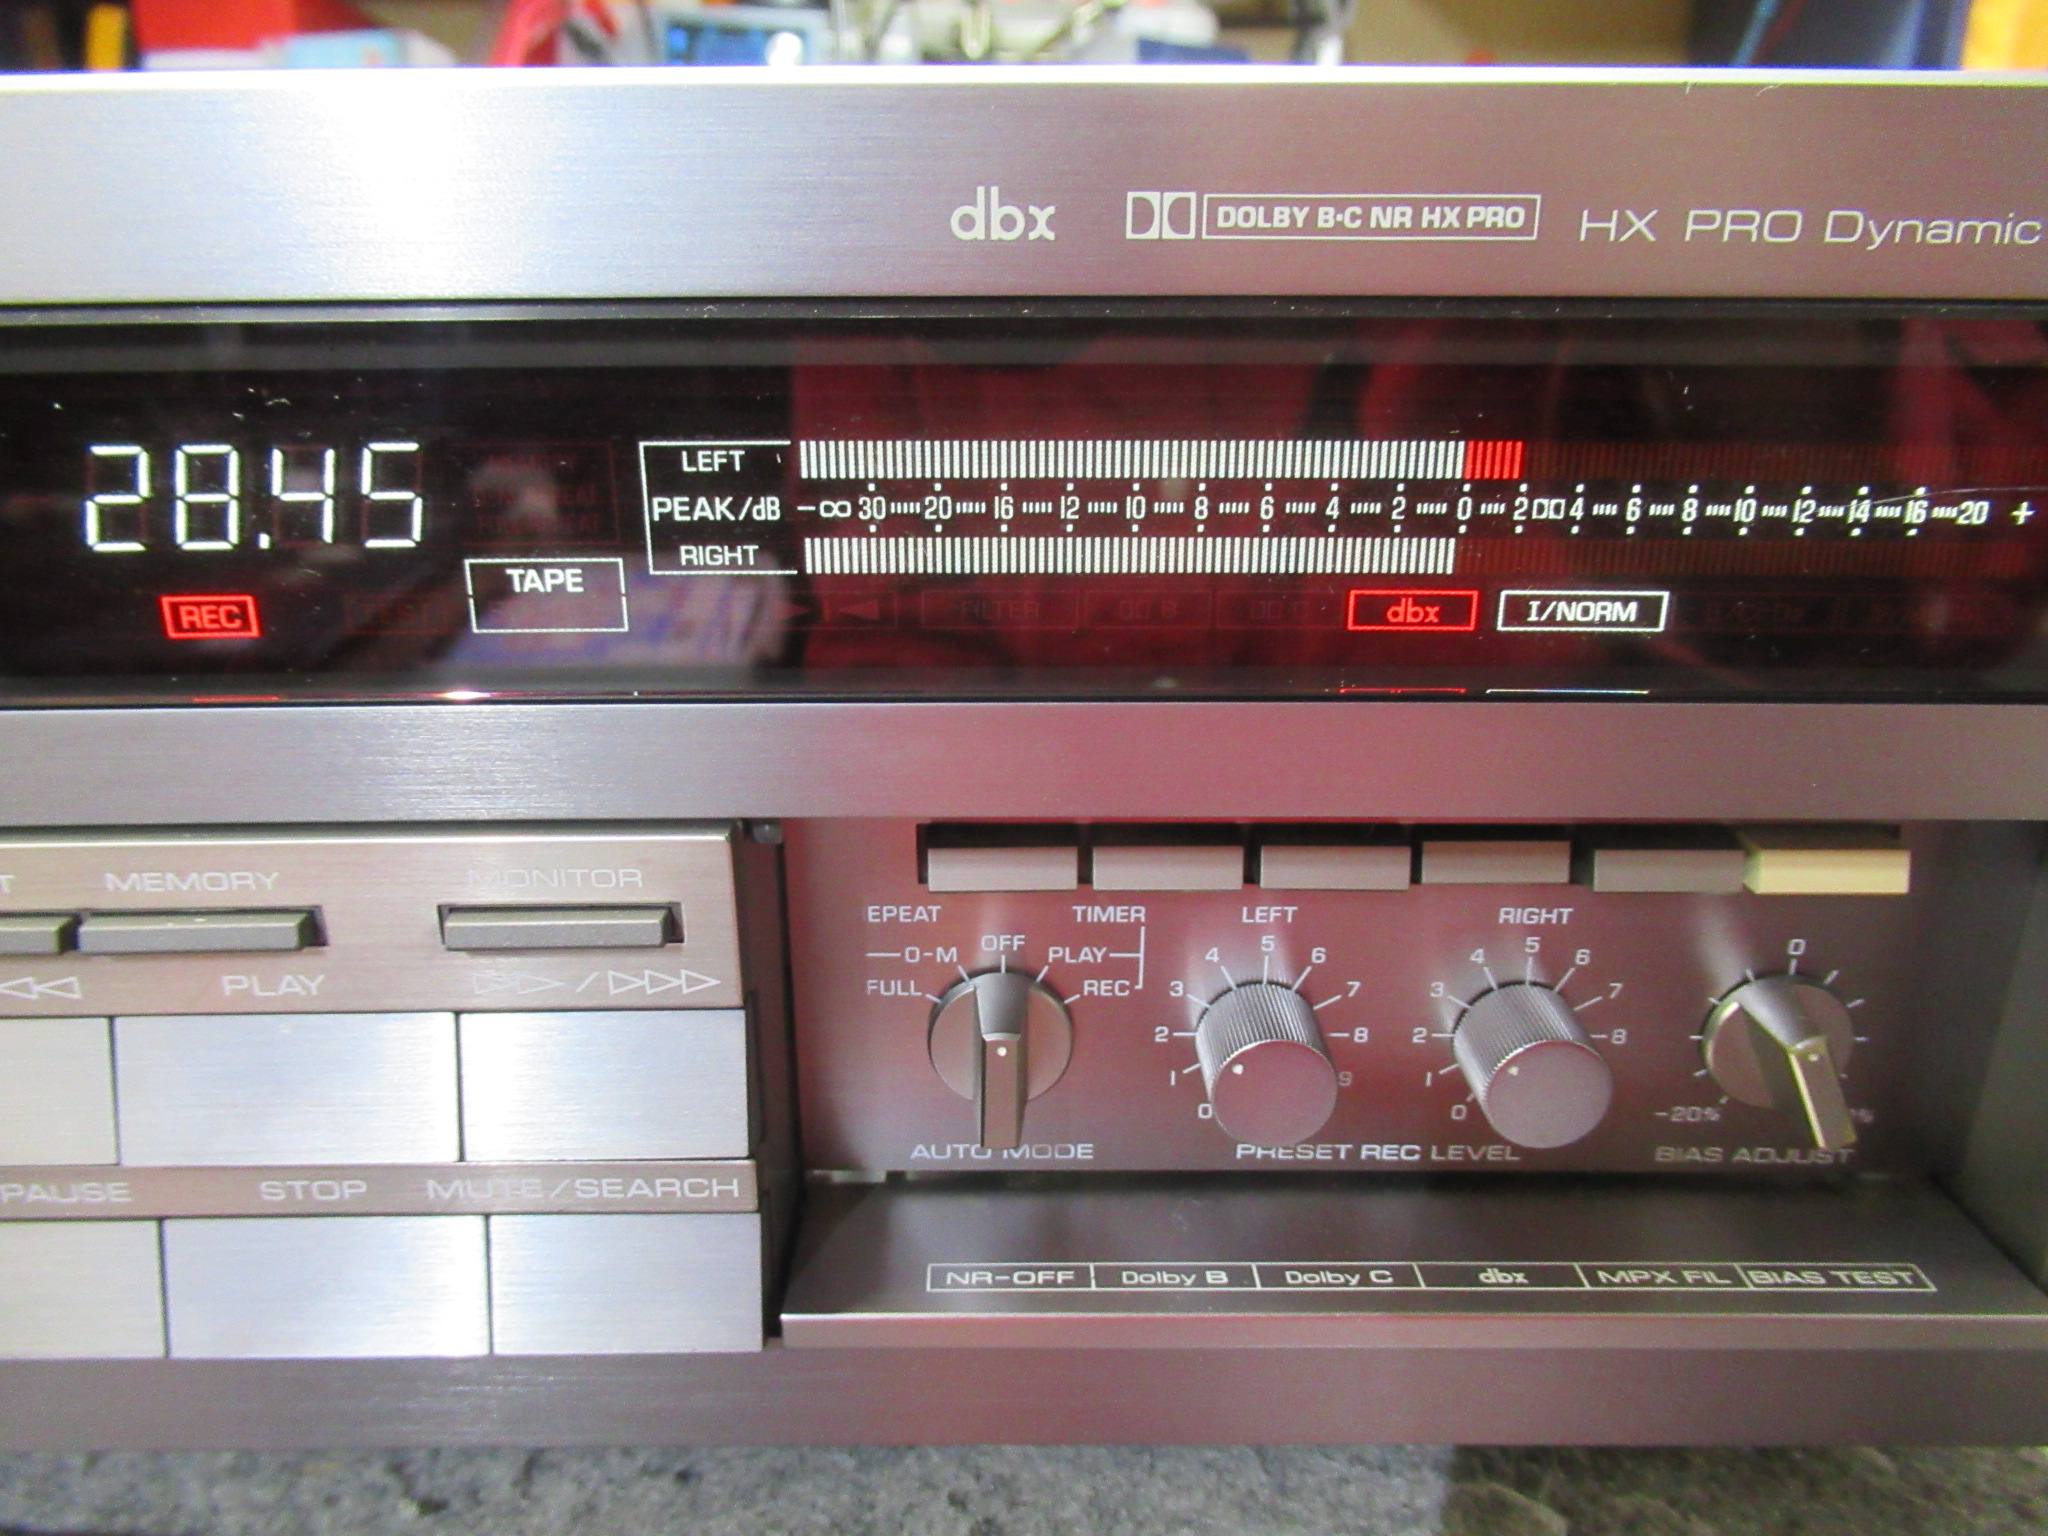 dbx DOLBY B·C NR HX PRO HX PRO Dynamic
28.45
LEFT
PEAK/dB -∞ 30 20 16 12 10 8 6 4 2 0 2 4 6 8 10 12 14 16 20 +
RIGHT
TAPE
REC
FILTER
dbx
I/NORM
T MEMORY MONITOR
PLAY
PAUSE STOP MUTE/SEARCH
EPEAT TIMER
O-M OFF PLAY
FULL REC
AUTO MODE
LEFT
0 1 2 3 4 5 6 7 8 9
RIGHT
0 1 2 3 4 5 6 7 8
PRESET REC LEVEL
0
-20% %
BIAS ADJUST
NR-OFF Dolby B Dolby C dbx MPX FIL BIAS TEST